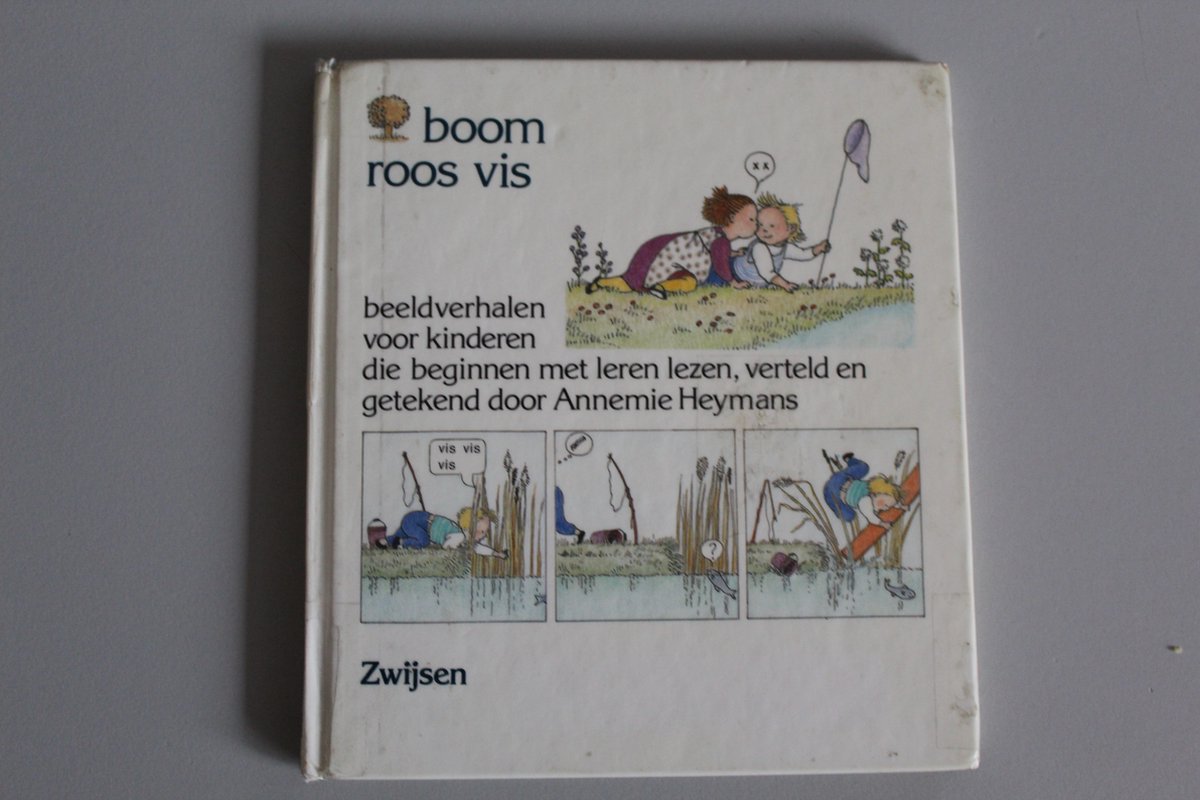 boom
roos vis
x x
beeldverhalen
voor kinderen
die beginnen met leren lezen, verteld en
getekend door Annemie Heymans
vis vis
vis
?
Zwijsen